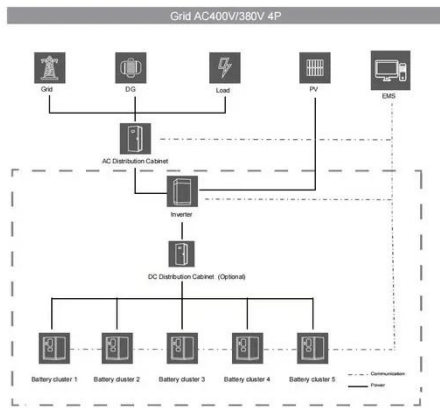 Grid AC400V/380V 4P
Grid
DG
Load
PV
EMS
AC Distribution Cabinet
Inverter
DC Distribution Cabinet (Optional)
Battery cluster 1
Battery cluster 2
Battery cluster 3
Battery cluster 4
Battery cluster 5
Communication
Power